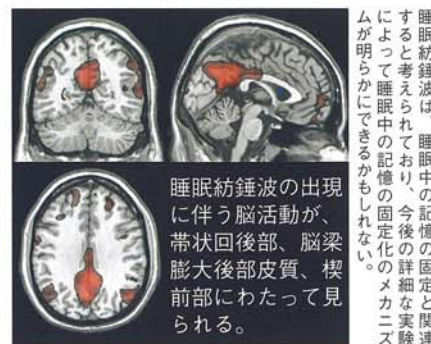 睡眠紡錘波は、睡眠中の記憶の固定と関連
すると考えられており、今後の詳細な実験
によって睡眠中の記憶の固定化のメカニズ
ムが明らかにできるかもしれない。
睡眠紡錘波の出現
に伴う脳活動が、
帯状回後部、脳梁
膨大後部皮質、楔
前部にわたって見
られる。